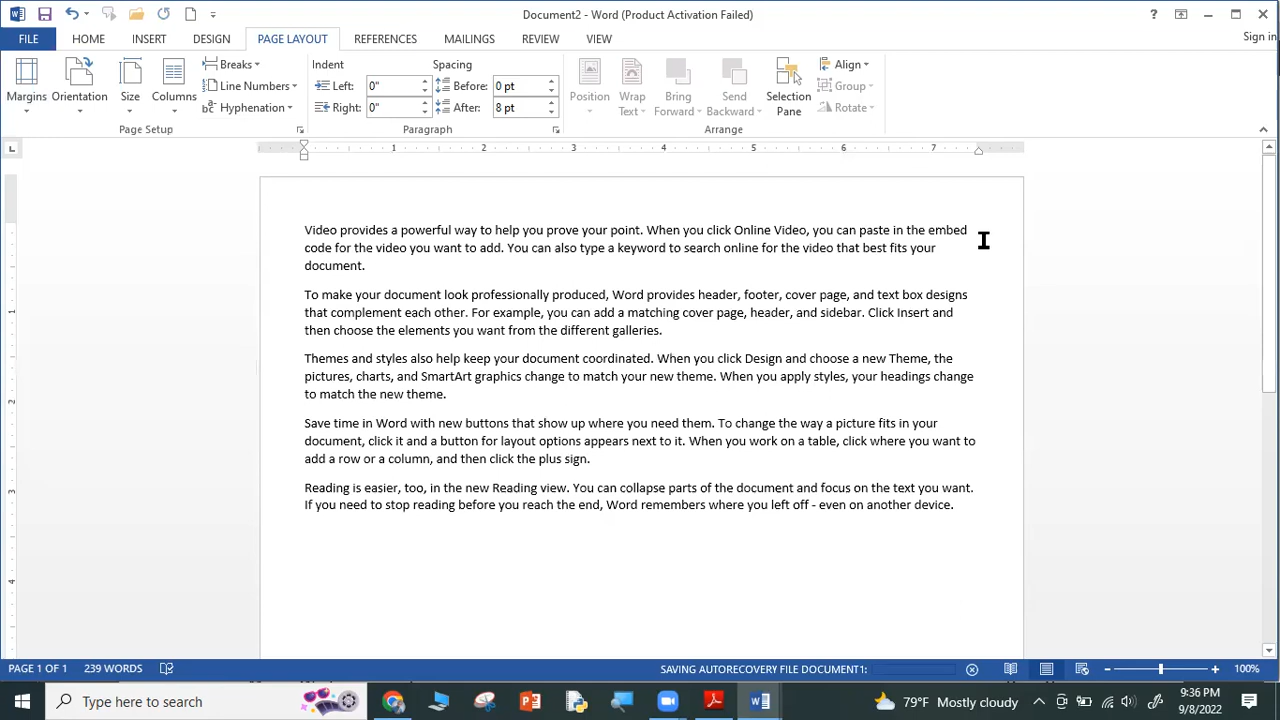 Document2 - Word (Product Activation Failed)
?
Sign in
FILE HOME INSERT DESIGN PAGE LAYOUT REFERENCES MAILINGS REVIEW VIEW
Margins
Orientation
Size
Columns
Breaks
Line Numbers
Hyphenation
Page Setup
Indent
Left: 0"
Right: 0"
Spacing
Before: 0 pt
After: 8 pt
Paragraph
Position
Wrap
Text
Bring
Forward
Send
Backward
Selection
Pane
Align
Group
Rotate
Arrange
1 2 3 4 5 6 7
Video provides a powerful way to help you prove your point. When you click Online Video, you can paste in the embed
code for the video you want to add. You can also type a keyword to search online for the video that best fits your
document.
To make your document look professionally produced, Word provides header, footer, cover page, and text box designs
that complement each other. For example, you can add a matching cover page, header, and sidebar. Click Insert and
then choose the elements you want from the different galleries.
Themes and styles also help keep your document coordinated. When you click Design and choose a new Theme, the
pictures, charts, and SmartArt graphics change to match your new theme. When you apply styles, your headings change
to match the new theme.
Save time in Word with new buttons that show up where you need them. To change the way a picture fits in your
document, click it and a button for layout options appears next to it. When you work on a table, click where you want to
add a row or a column, and then click the plus sign.
Reading is easier, too, in the new Reading view. You can collapse parts of the document and focus on the text you want.
If you need to stop reading before you reach the end, Word remembers where you left off - even on another device.
1
2
3
4
PAGE 1 OF 1 239 WORDS SAVING AUTORECOVERY FILE DOCUMENT1: 100%
Type here to search
79°F Mostly cloudy
9:36 PM
9/8/2022